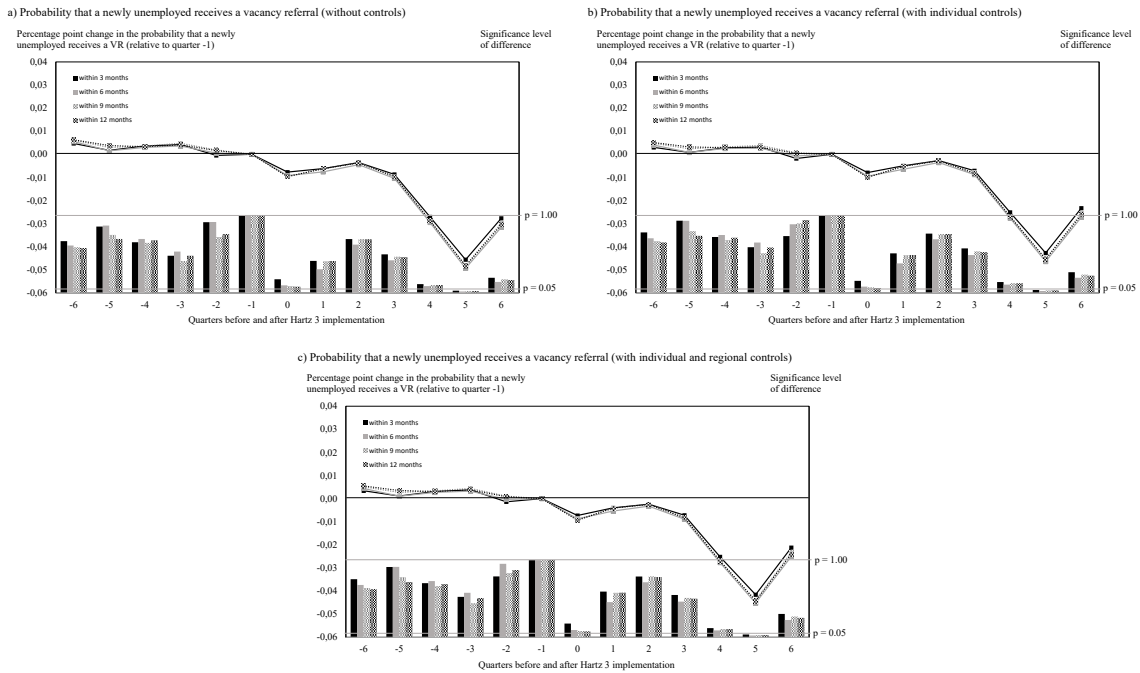 a) Probability that a newly unemployed receives a vacancy referral (without controls)
Percentage point change in the probability that a newly
unemployed receives a VR (relative to quarter -1)
Significance level
of difference
0,04
0,03
0,02
0,01
0,00
-0,01
-0,02
-0,03
-0,04
-0,05
-0,06
within 3 months
within 6 months
within 9 months
within 12 months
p = 1.00
p = 0.05
-6 -5 -4 -3 -2 -1 0 1 2 3 4 5 6
Quarters before and after Hartz 3 implementation
b) Probability that a newly unemployed receives a vacancy referral (with individual controls)
Percentage point change in the probability that a newly
unemployed receives a VR (relative to quarter -1)
Significance level
of difference
0,04
0,03
0,02
0,01
0,00
-0,01
-0,02
-0,03
-0,04
-0,05
-0,06
within 3 months
within 6 months
within 9 months
within 12 months
p = 1.00
p = 0.05
-6 -5 -4 -3 -2 -1 0 1 2 3 4 5 6
Quarters before and after Hartz 3 implementation
c) Probability that a newly unemployed receives a vacancy referral (with individual and regional controls)
Percentage point change in the probability that a newly
unemployed receives a VR (relative to quarter -1)
Significance level
of difference
0,04
0,03
0,02
0,01
0,00
-0,01
-0,02
-0,03
-0,04
-0,05
-0,06
within 3 months
within 6 months
within 9 months
within 12 months
p = 1.00
p = 0.05
-6 -5 -4 -3 -2 -1 0 1 2 3 4 5 6
Quarters before and after Hartz 3 implementation